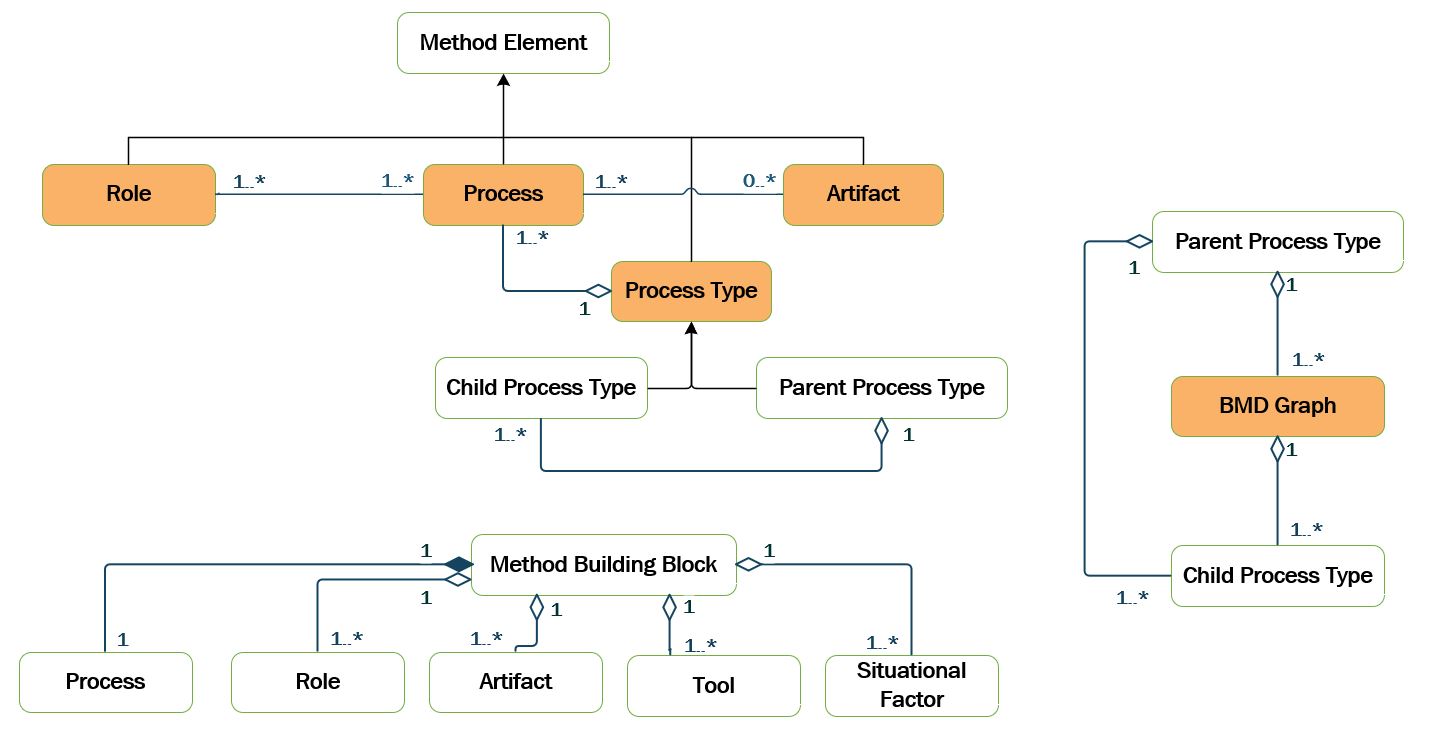 Method Element
Role
1..*
1..*
Process
1..*
0..*
Artifact
1..*
Process Type
1
Child Process Type
Parent Process Type
1..*
1
Parent Process Type
1
1
1..*
BMD Graph
1
1..*
Child Process Type
1..*
1
Method Building Block
1
1
1
1
1
1..*
1..*
1..*
1..*
Process
Role
Artifact
Tool
Situational
Factor